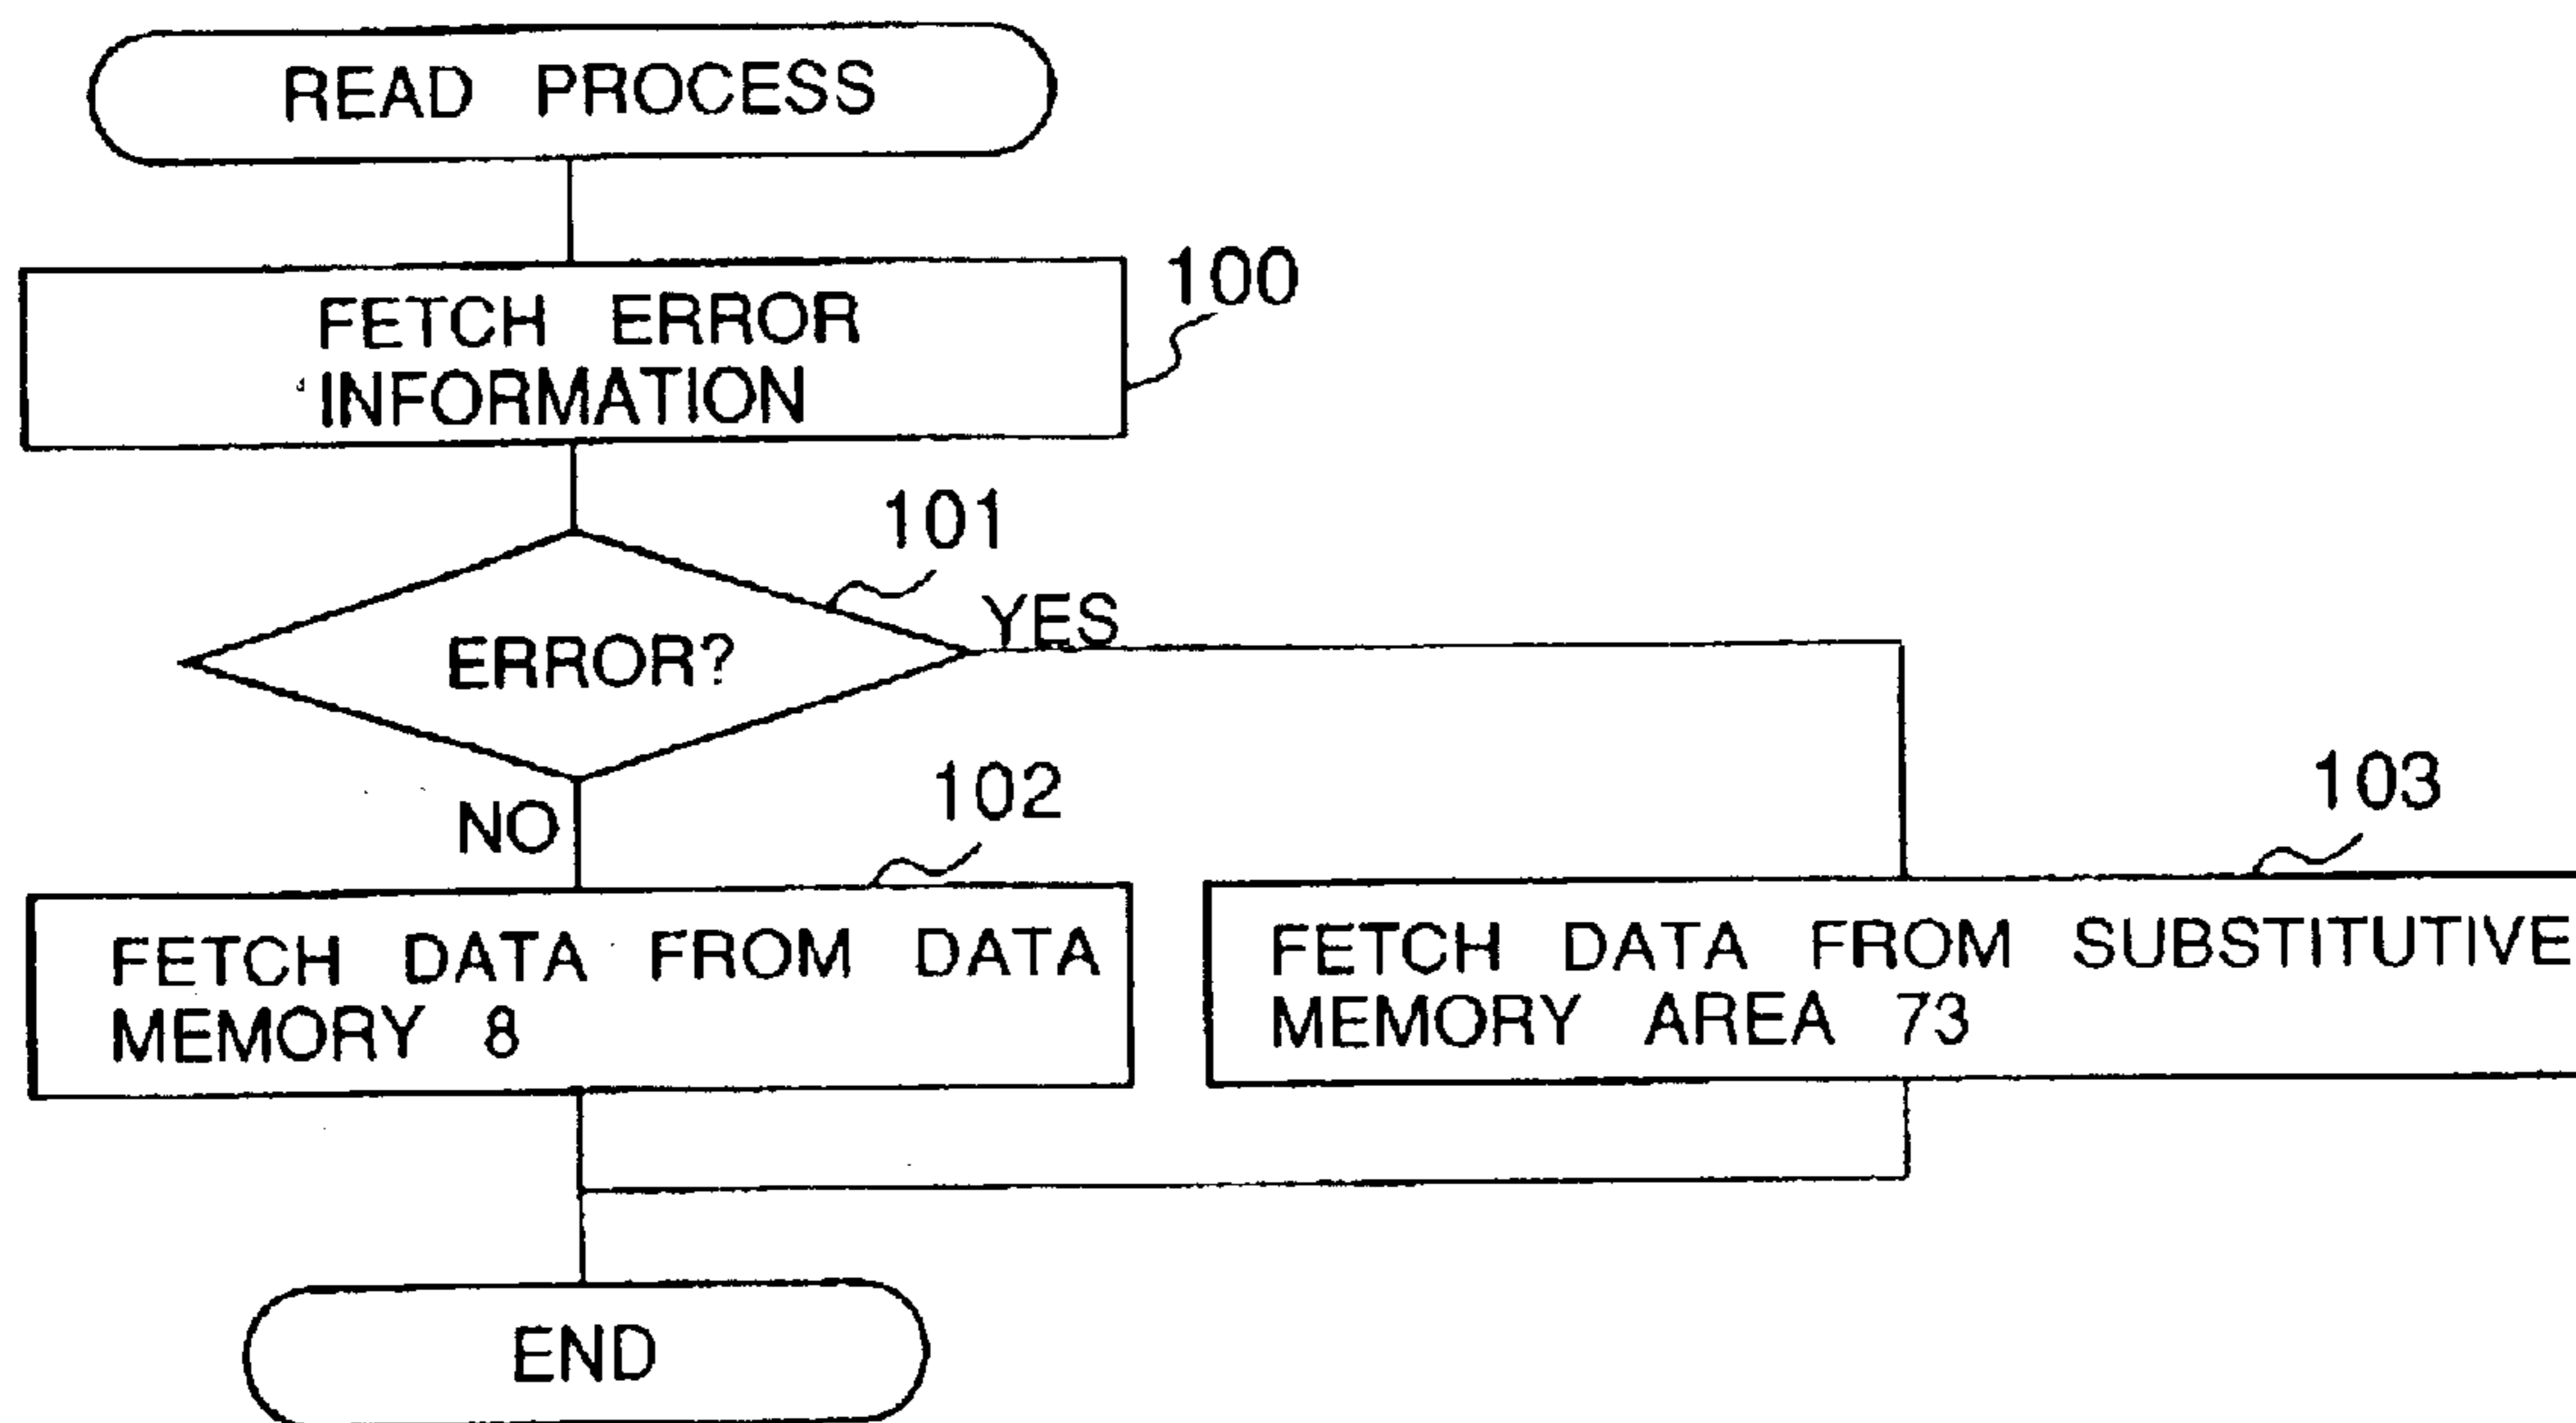 READ PROCESS
FETCH ERROR
INFORMATION
100
101
ERROR?
YES
NO
102
FETCH DATA FROM DATA
MEMORY 8
103
FETCH DATA FROM SUBSTITUTIVE
MEMORY AREA 73
END